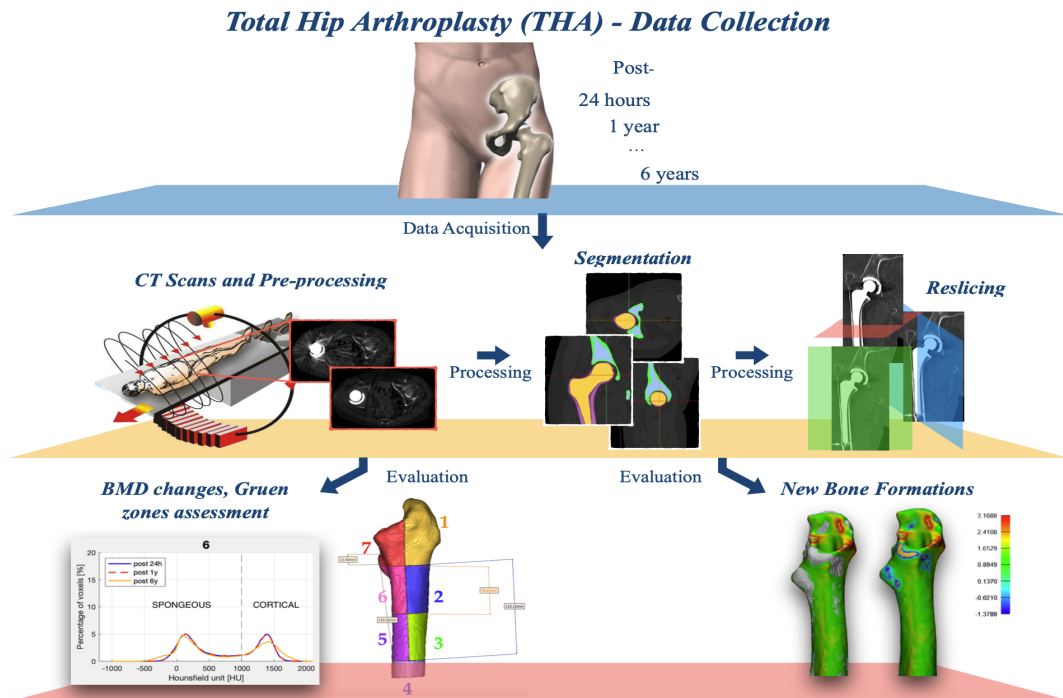 Total Hip Arthroplasty (THA) - Data Collection
Post-
24 hours
1 year
...
6 years
Data Acquisition
CT Scans and Pre-processing
Segmentation
Reslicing
Processing
Processing
Evaluation
Evaluation
BMD changes, Gruen
zones assessment
New Bone Formations
6
post 24h
post 1y
post 6y
SPONGEOUS
CORTICAL
Percentage of voxels [%]
20
15
10
5
0
-1000
-500
0
500
1000
1500
2000
Hounsfield unit [HU]
1
7
6
2
5
3
4
3.1688
2.4108
1.6529
0.8949
0.1370
-0.6210
-1.3789